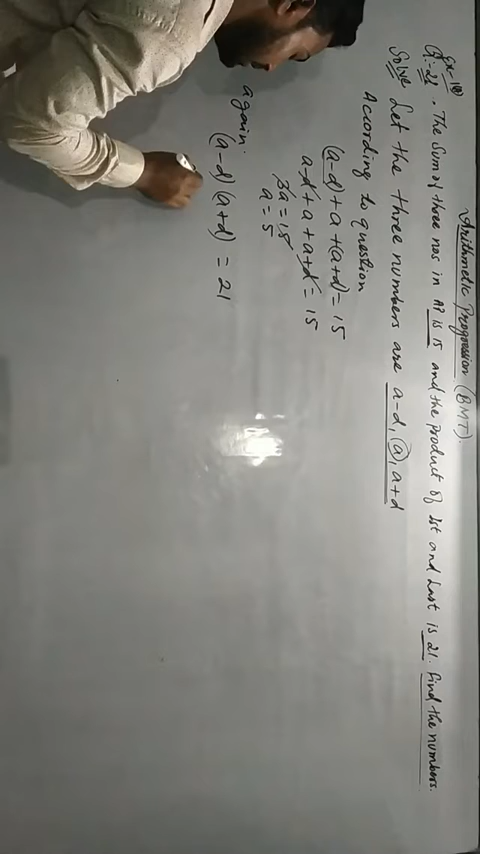 Arithmetic Progression (BMT).
Ex-1(B)
Q:-21. The Sum of three nos in AP is 15 and the product of 1st and Last is 21. Find the numbers.
Solve Let the three numbers are a-d, a, a+d
According to question
(a-d) + a + (a+d) = 15
a-d + a + a+d = 15
3a = 15
a = 5
again:
(a-d) (a+d) = 21